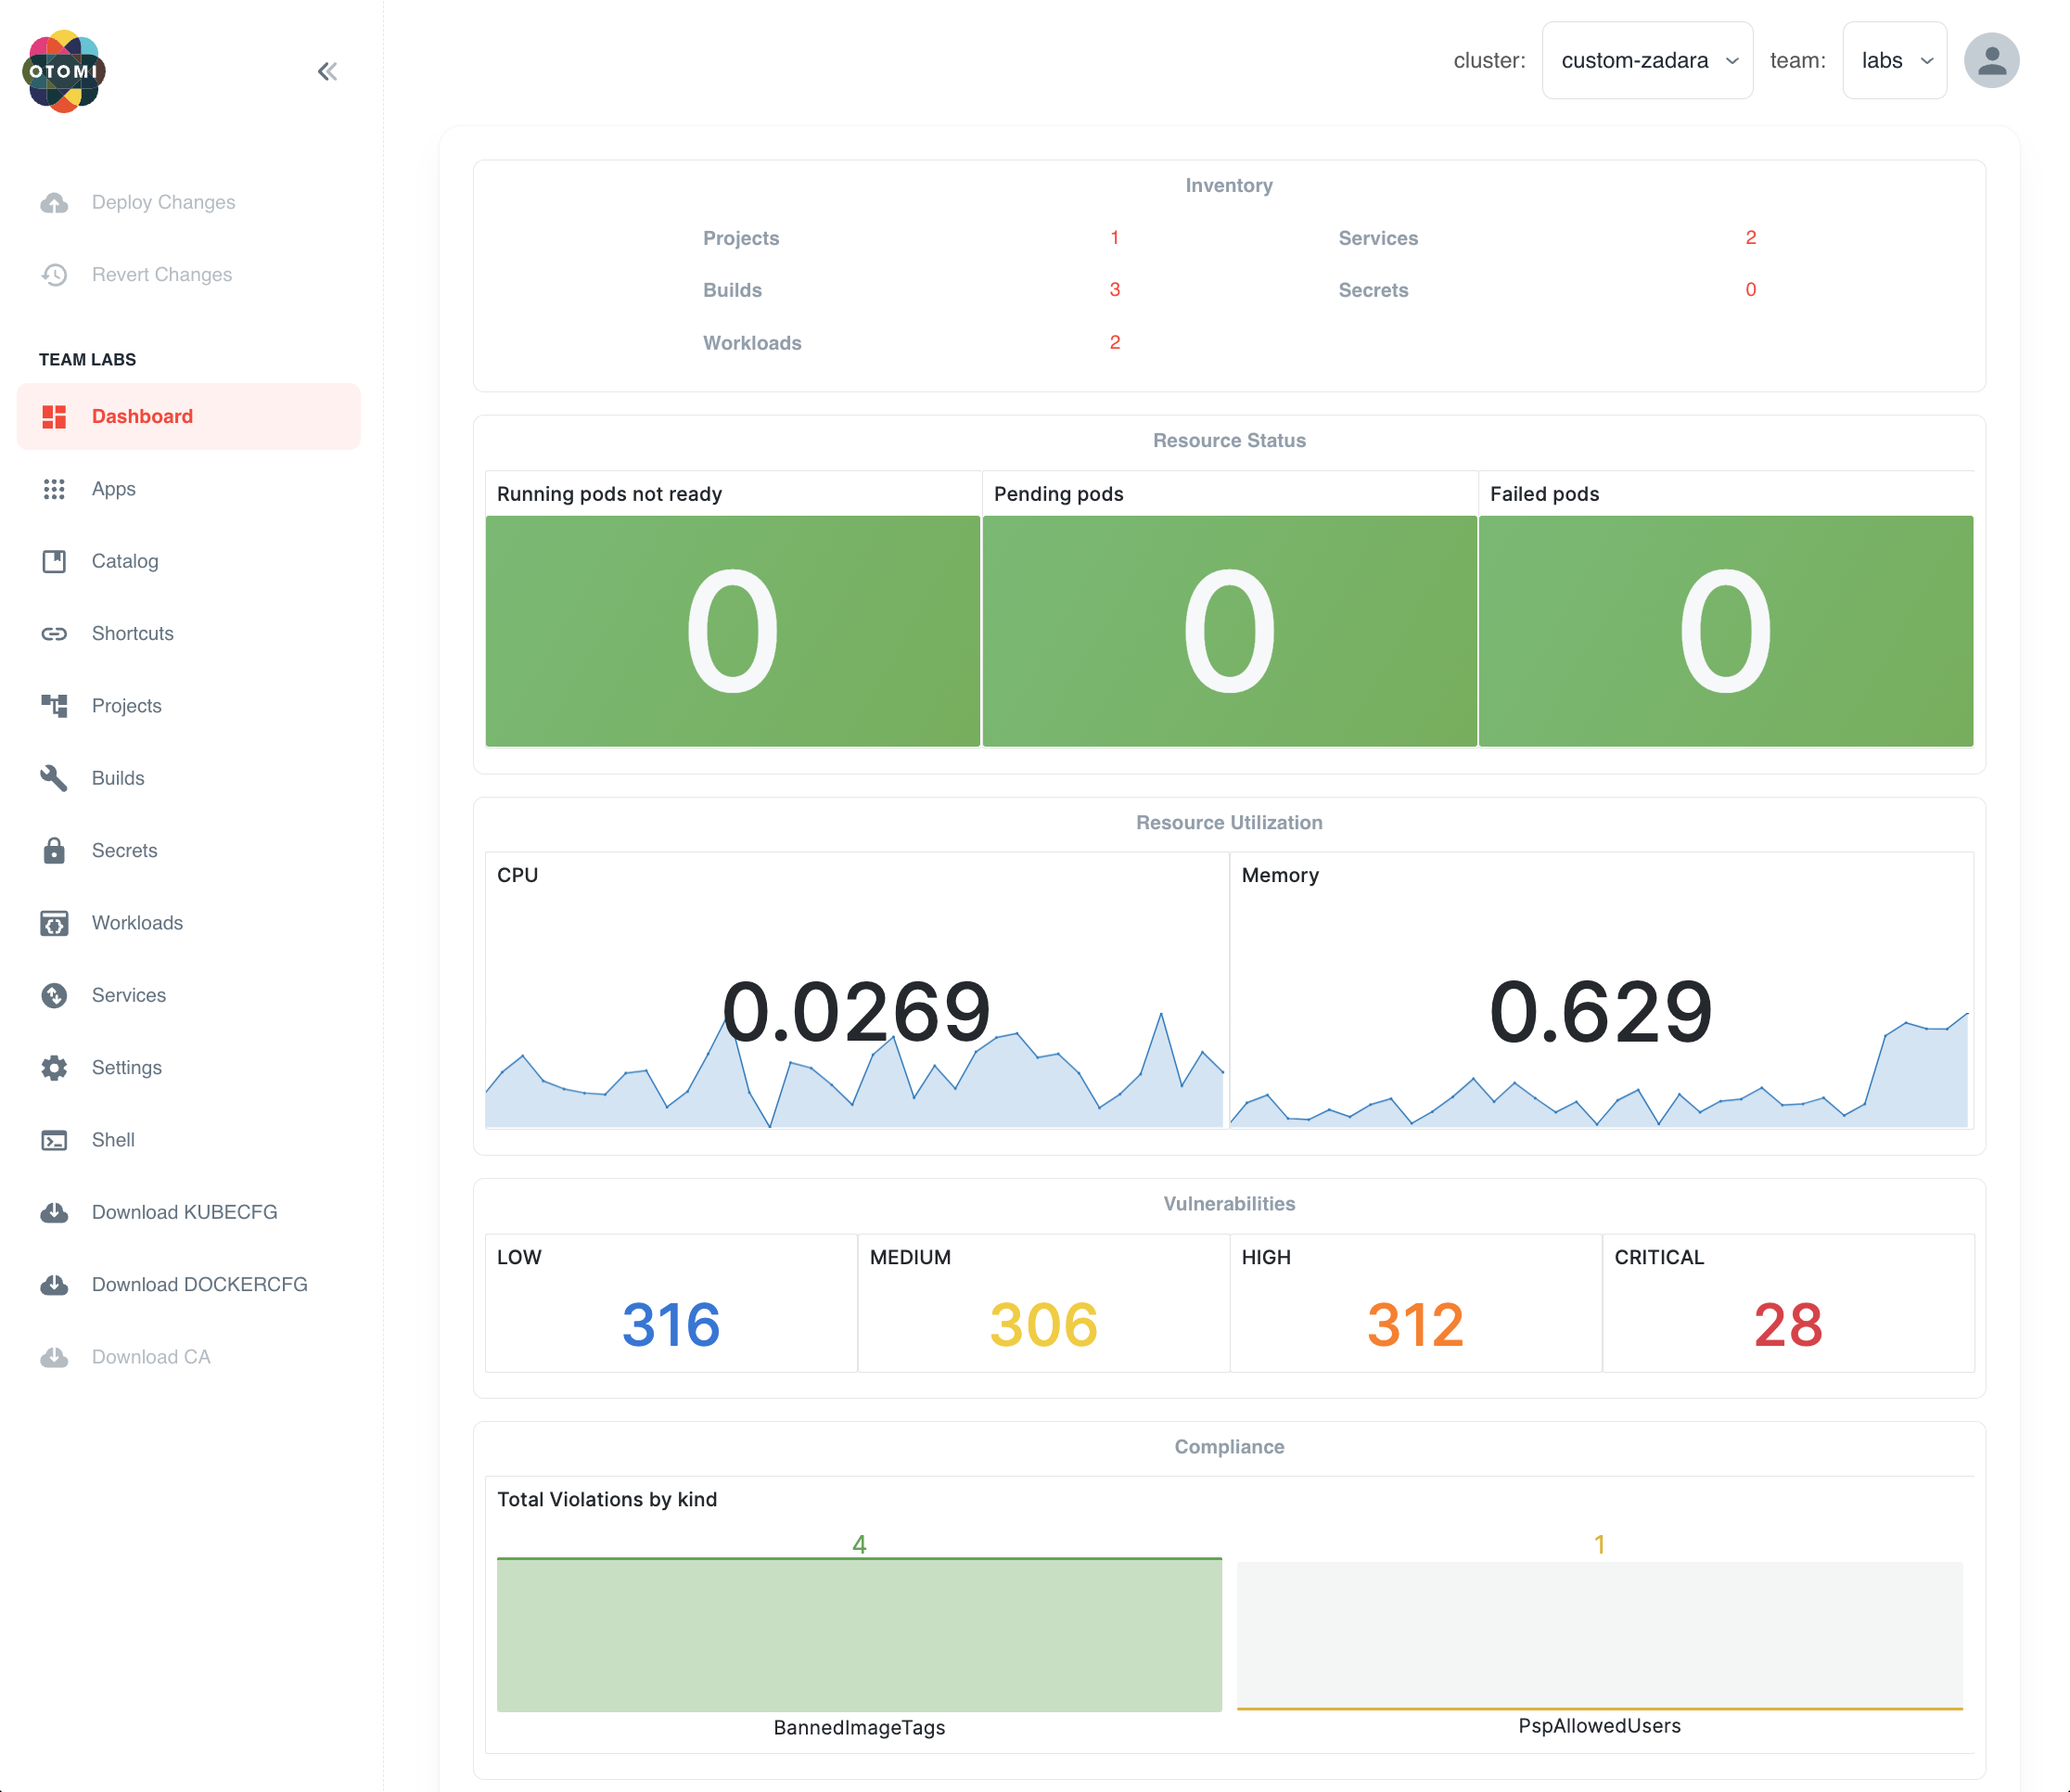 OTOMI
cluster: custom-zadara team: labs
Deploy Changes
Revert Changes
TEAM LABS
Dashboard
Apps
Catalog
Shortcuts
Projects
Builds
Secrets
Workloads
Services
Settings
Shell
Download KUBECFG
Download DOCKERCFG
Download CA
Inventory
Projects 1 Services 2
Builds 3 Secrets 0
Workloads 2
Resource Status
Running pods not ready Pending pods Failed pods
0 0 0
Resource Utilization
CPU Memory
0.0269 0.629
Vulnerabilities
LOW MEDIUM HIGH CRITICAL
316 306 312 28
Compliance
Total Violations by kind
4 1
BannedImageTags PspAllowedUsers